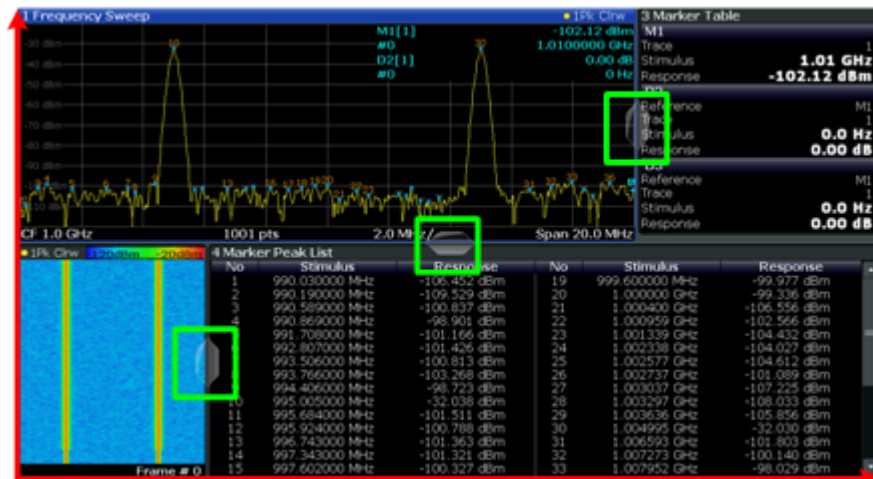 1 Frequency Sweep
1Pk Clrw
M1[1] -102.12 dBm
#0 1.0100000 GHz
D2[1] 0.00 dB
#0 0 Hz
10
30
-30 dBm
-40 dBm
-50 dBm
-60 dBm
-70 dBm
-80 dBm
-90 dBm
CF 1.0 GHz
1001 pts
2.0 MHz/
Span 20.0 MHz
3 Marker Table
M1
Trace 1
Stimulus 1.01 GHz
Response -102.12 dBm
D2
Reference M1
Trace 1
Stimulus 0.0 Hz
Response 0.00 dB
D3
Reference M1
Trace 1
Stimulus 0.0 Hz
Response 0.00 dB
1Pk Clrw -120dBm -20dBm
Frame # 0
4 Marker Peak List
No Stimulus Response No Stimulus Response
1 990.030000 MHz -106.452 dBm 19 999.600000 MHz -99.977 dBm
2 990.190000 MHz -109.529 dBm 20 1.000000 GHz -99.336 dBm
3 990.589000 MHz -100.837 dBm 21 1.000400 GHz -106.556 dBm
4 990.869000 MHz -98.901 dBm 22 1.000959 GHz -102.566 dBm
991.708000 MHz -101.166 dBm 23 1.001339 GHz -104.432 dBm
992.807000 MHz -101.426 dBm 24 1.002338 GHz -104.027 dBm
993.506000 MHz -100.813 dBm 25 1.002577 GHz -104.612 dBm
993.766000 MHz -103.268 dBm 26 1.002737 GHz -101.089 dBm
994.406000 MHz -98.723 dBm 27 1.003037 GHz -107.225 dBm
10 995.005000 MHz -32.038 dBm 28 1.003297 GHz -108.033 dBm
11 995.684000 MHz -101.511 dBm 29 1.003636 GHz -105.856 dBm
12 995.924000 MHz -100.788 dBm 30 1.004995 GHz -32.030 dBm
13 996.743000 MHz -101.363 dBm 31 1.006593 GHz -101.803 dBm
14 997.343000 MHz -101.321 dBm 32 1.007273 GHz -100.140 dBm
15 997.602000 MHz -100.327 dBm 33 1.007952 GHz -98.029 dBm